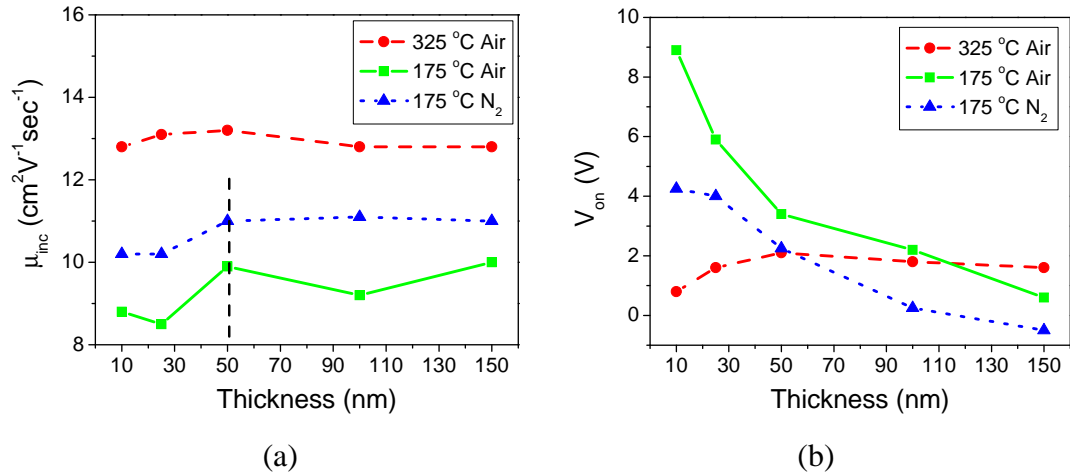 16
14
12
10
8
μinc (cm²V⁻¹sec⁻¹)
325 °C Air
175 °C Air
175 °C N₂
10 30 50 70 90 110 130 150
Thickness (nm)
(a)
10
8
6
4
2
0
Von (V)
325 °C Air
175 °C Air
175 °C N₂
10 30 50 70 90 110 130 150
Thickness (nm)
(b)